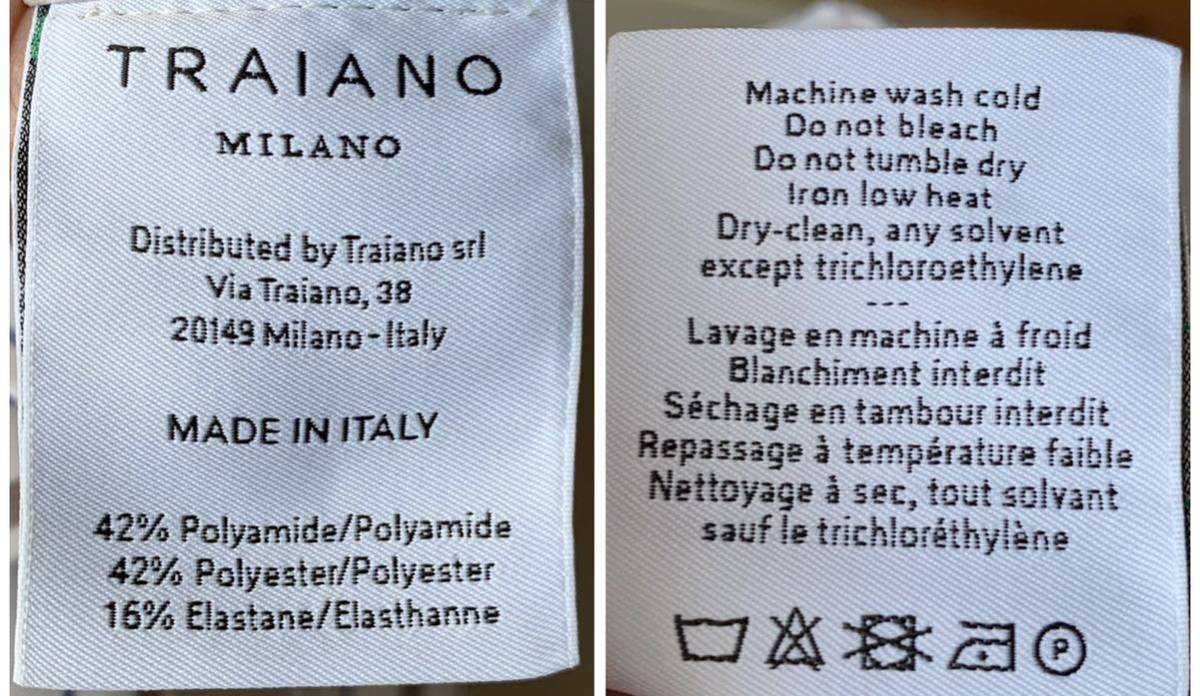 TRAIANO
MILANO
Distributed by Traiano srl
Via Traiano, 38
20149 Milano - Italy
MADE IN ITALY
42% Polyamide/Polyamide
42% Polyester/Polyester
16% Elastane/Elasthanne
Machine wash cold
Do not bleach
Do not tumble dry
Iron low heat
Dry-clean, any solvent
except trichloroethylene
---
Lavage en machine à froid
Blanchiment interdit
Séchage en tambour interdit
Repassage à température faible
Nettoyage à sec, tout solvant
sauf le trichloréthylène
P